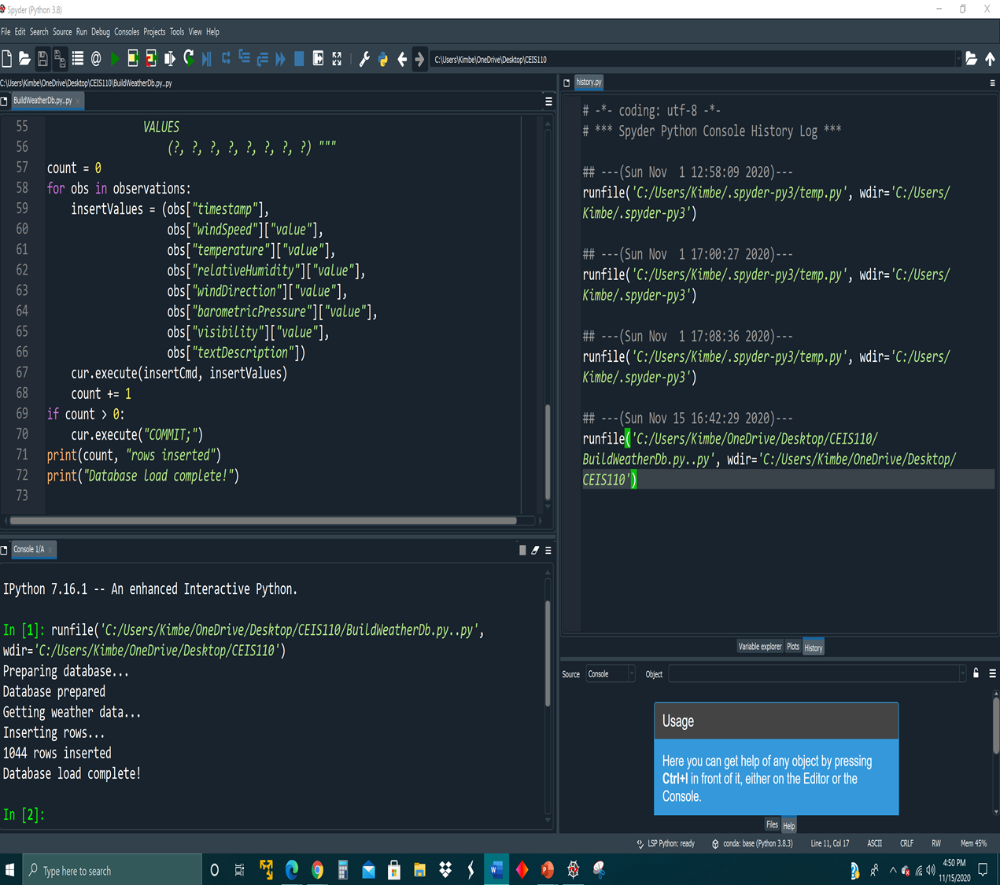 Spyder (Python 3.8)
File Edit Search Source Run Debug Consoles Projects Tools View Help
C:\Users\Kimbe\OneDrive\Desktop\CEIS110
C:\Users\Kimbe\OneDrive\Desktop\CEIS110\BuildWeatherDb.py..py
BuildWeatherDb.py..py
55 VALUES
56 (?, ?, ?, ?, ?, ?, ?, ?) """
57 count = 0
58 for obs in observations:
59 insertValues = (obs["timestamp"],
60 obs["windSpeed"]["value"],
61 obs["temperature"]["value"],
62 obs["relativeHumidity"]["value"],
63 obs["windDirection"]["value"],
64 obs["barometricPressure"]["value"],
65 obs["visibility"]["value"],
66 obs["textDescription"])
67 cur.execute(insertCmd, insertValues)
68 count += 1
69 if count > 0:
70 cur.execute("COMMIT;")
71 print(count, "rows inserted")
72 print("Database load complete!")
73
Console 1/A
IPython 7.16.1 -- An enhanced Interactive Python.
In [1]: runfile('C:/Users/Kimbe/OneDrive/Desktop/CEIS110/BuildWeatherDb.py..py',
wdir='C:/Users/Kimbe/OneDrive/Desktop/CEIS110')
Preparing database...
Database prepared
Getting weather data...
Inserting rows...
1044 rows inserted
Database load complete!
In [2]:
history.py
# -*- coding: utf-8 -*-
# *** Spyder Python Console History Log ***
## ---(Sun Nov  1 12:58:09 2020)---
runfile('C:/Users/Kimbe/.spyder-py3/temp.py', wdir='C:/Users/
Kimbe/.spyder-py3')
## ---(Sun Nov  1 17:00:27 2020)---
runfile('C:/Users/Kimbe/.spyder-py3/temp.py', wdir='C:/Users/
Kimbe/.spyder-py3')
## ---(Sun Nov  1 17:08:36 2020)---
runfile('C:/Users/Kimbe/.spyder-py3/temp.py', wdir='C:/Users/
Kimbe/.spyder-py3')
## ---(Sun Nov 15 16:42:29 2020)---
runfile('C:/Users/Kimbe/OneDrive/Desktop/CEIS110/
BuildWeatherDb.py..py', wdir='C:/Users/Kimbe/OneDrive/Desktop/
CEIS110')
Variable explorer Plots History
Source Console Object
Usage
Here you can get help of any object by pressing
Ctrl+I in front of it, either on the Editor or the
Console.
Files Help
LSP Python: ready conda: base (Python 3.8.3) Line 11, Col 17 ASCII CRLF RW Mem 45%
Type here to search
4:50 PM
11/15/2020